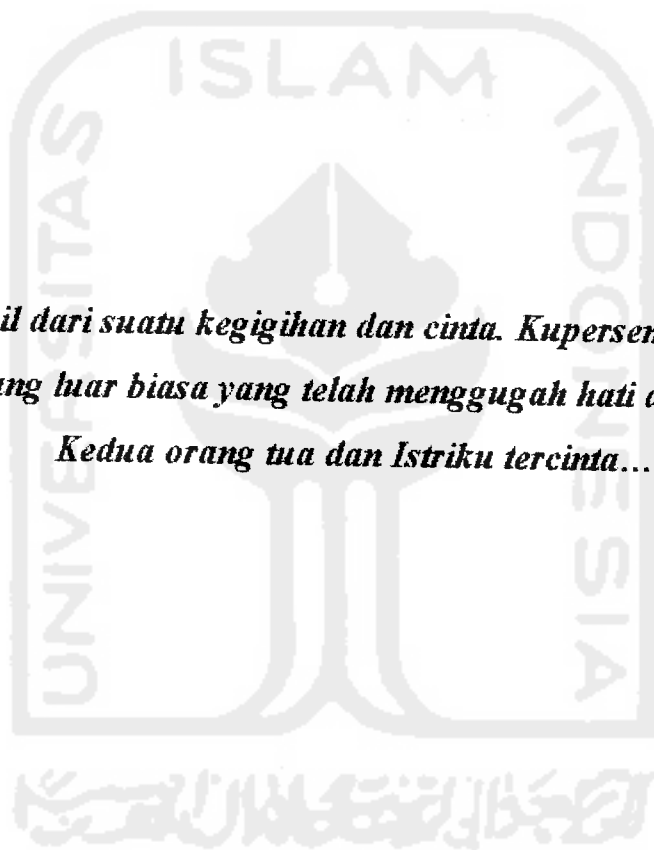 ISLAM
UNIVERSITAS
INDONESIA
il dari suatu kegigihan dan cinta. Kupersen
ng luar biasa yang telah menggugah hati
Kedua orang tua dan Istriku tercinta...